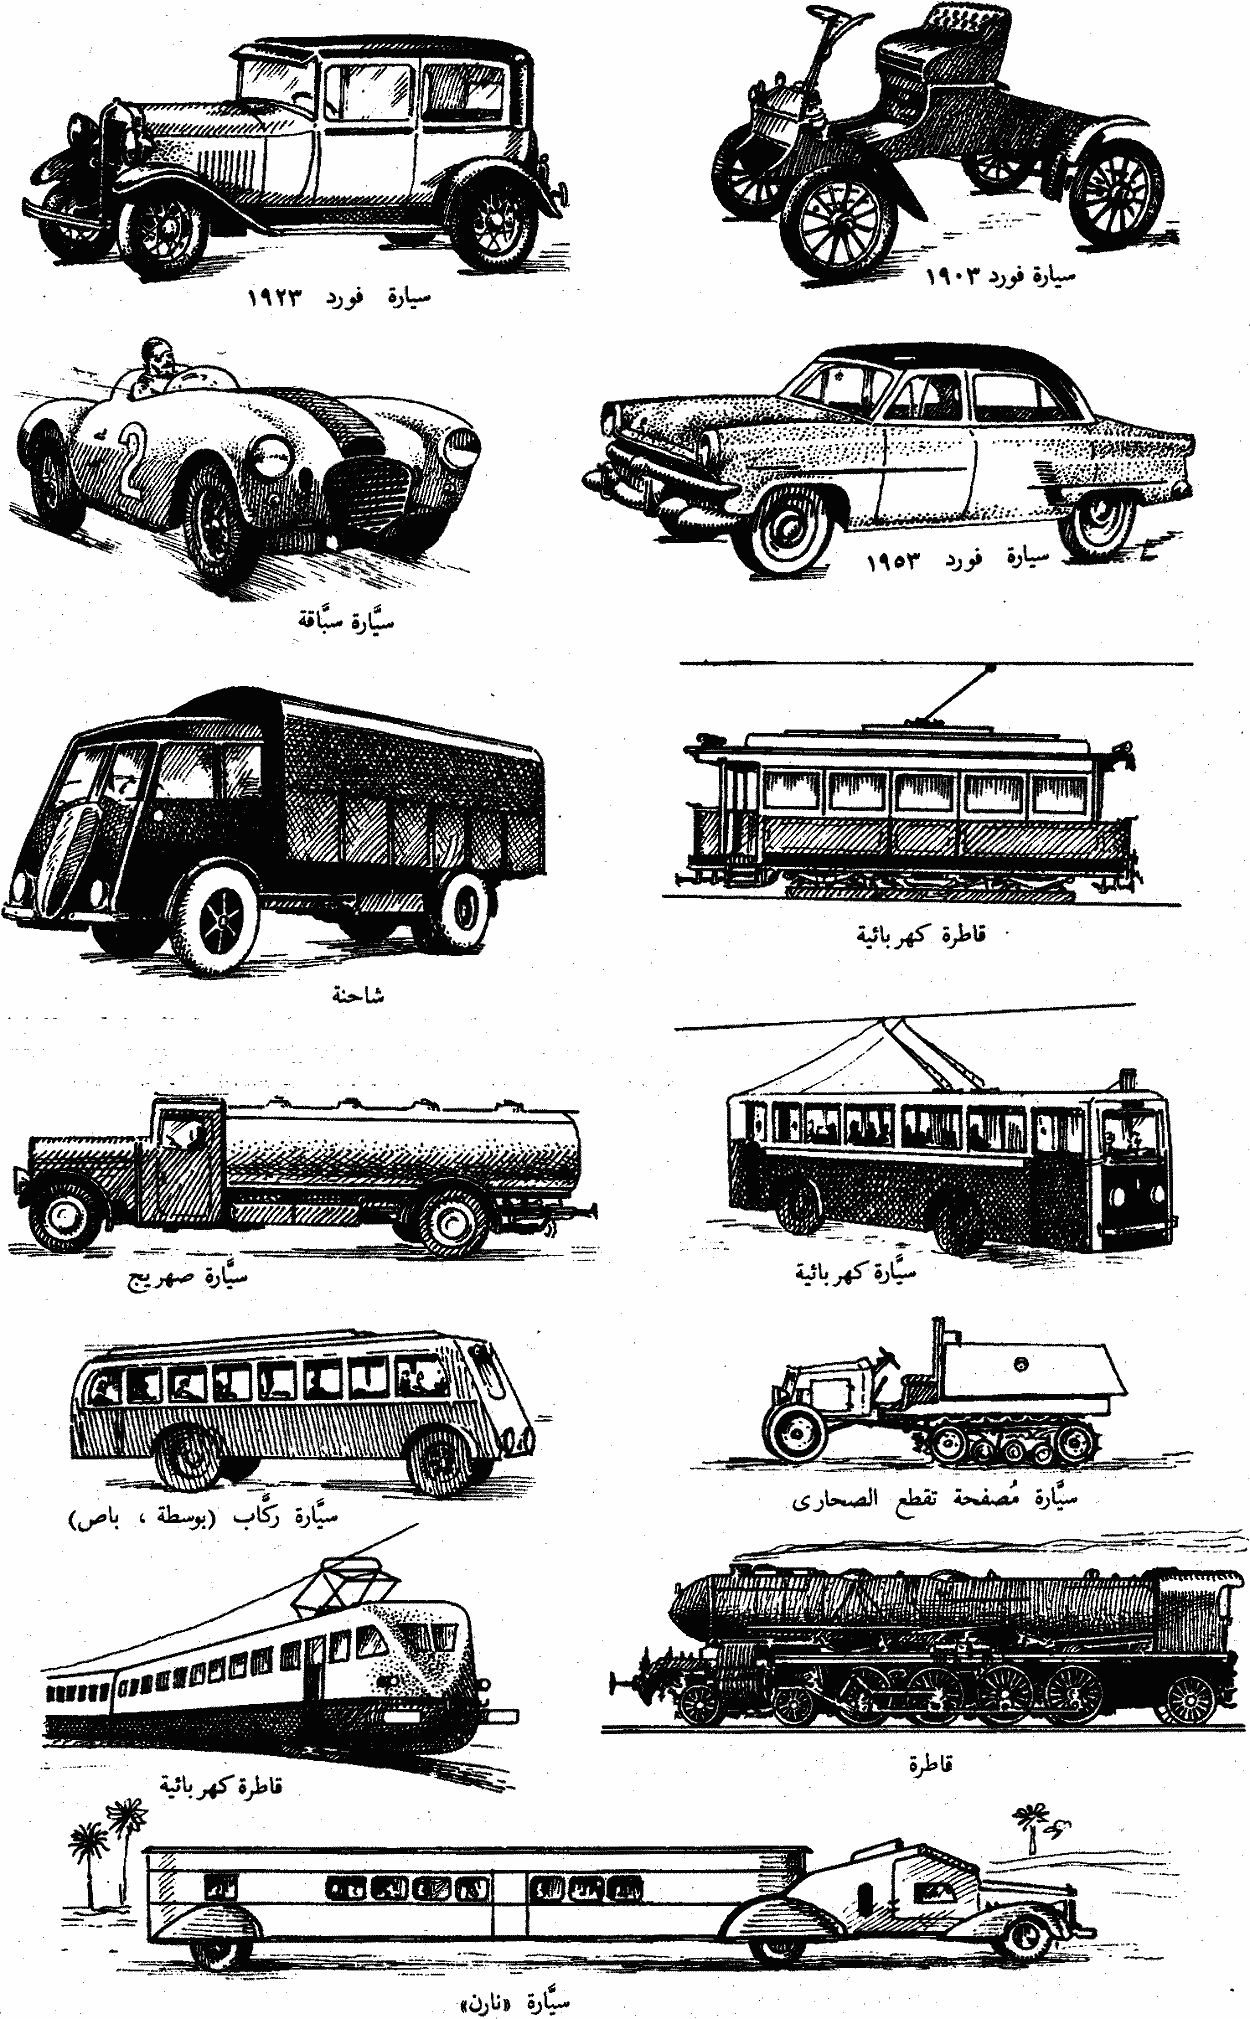 سيارة فورد ١٩٠٣
سيارة فورد ١٩٢٣
سيارة فورد ١٩٥٣
سيَّارة سبَّاقة
قاطرة كهربائية
شاحنة
سيَّارة كهربائية
سيَّارة صهريج
سيَّارة مُصفحة تقطع الصحارى
سيَّارة ركَّاب (بوسطة ، باص)
قاطرة
قاطرة كهربائية
سيَّارة «نارن»
2